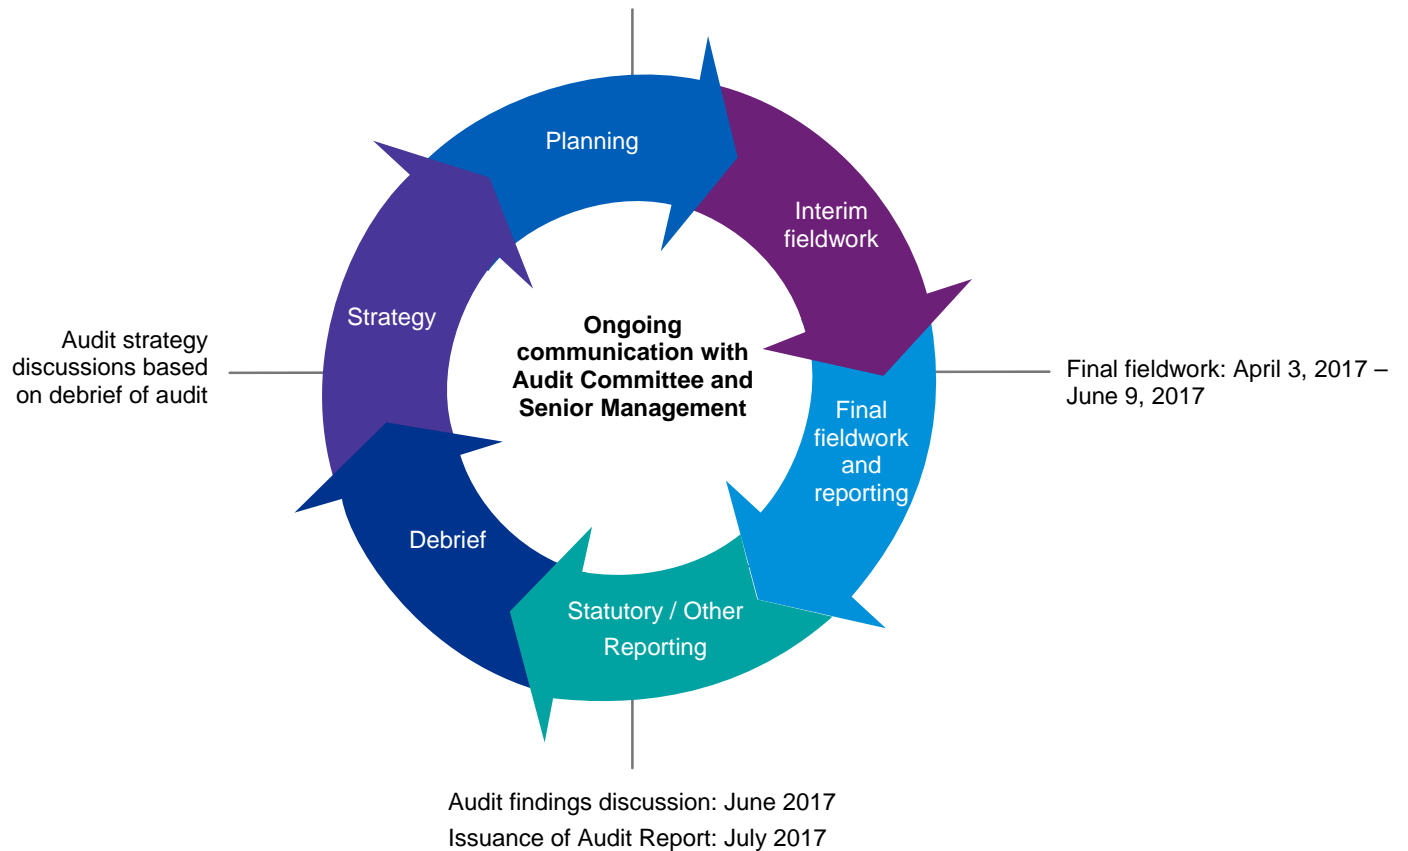 Planning
Interim
fieldwork
Strategy
Ongoing
communication with
Audit Committee and
Senior Management
Audit strategy
discussions based
on debrief of audit
Final fieldwork: April 3, 2017 –
June 9, 2017
Final
fieldwork
and
reporting
Debrief
Statutory / Other
Reporting
Audit findings discussion: June 2017
Issuance of Audit Report: July 2017